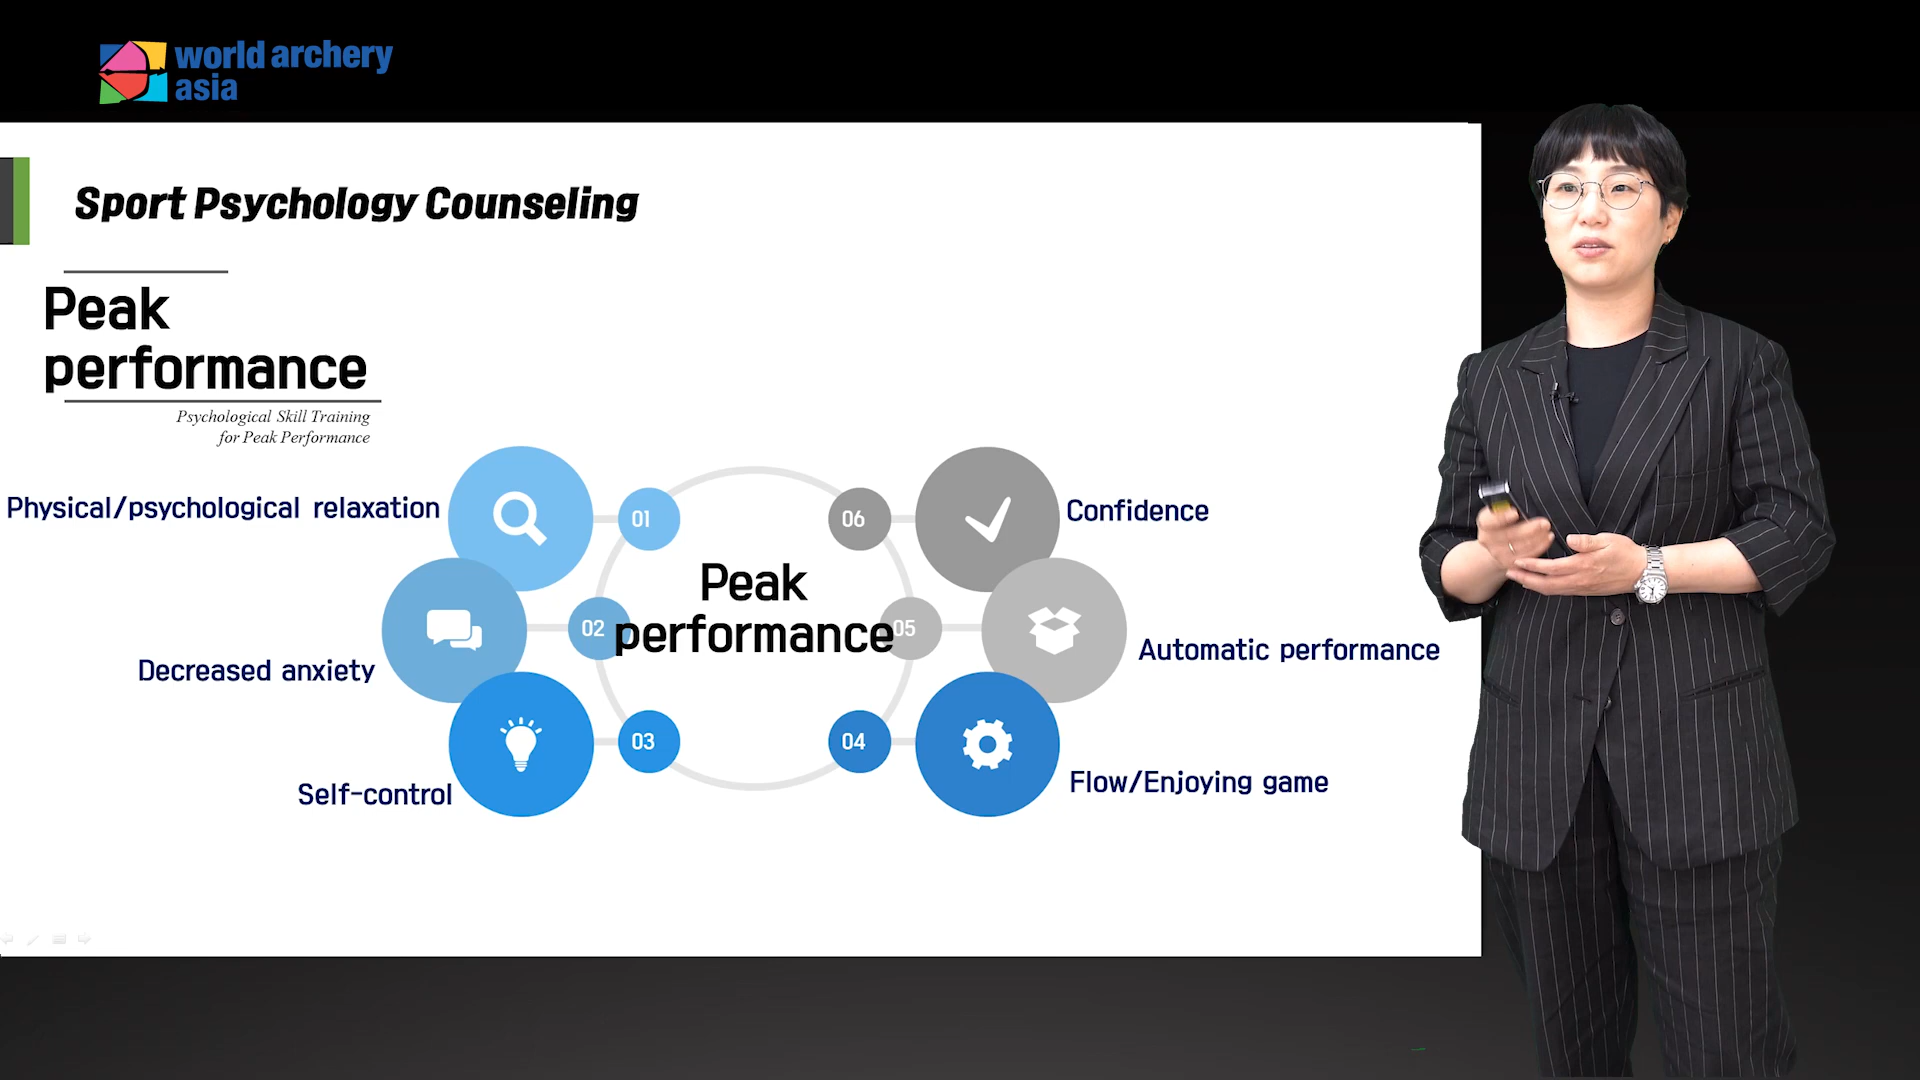 world archery
asia
Sport Psychology Counseling
Peak
performance
Psychological Skill Training
for Peak Performance
Physical/psychological relaxation
01
06
Confidence
Peak
performance
Decreased anxiety
02
05
Automatic performance
03
04
Self-control
Flow/Enjoying game